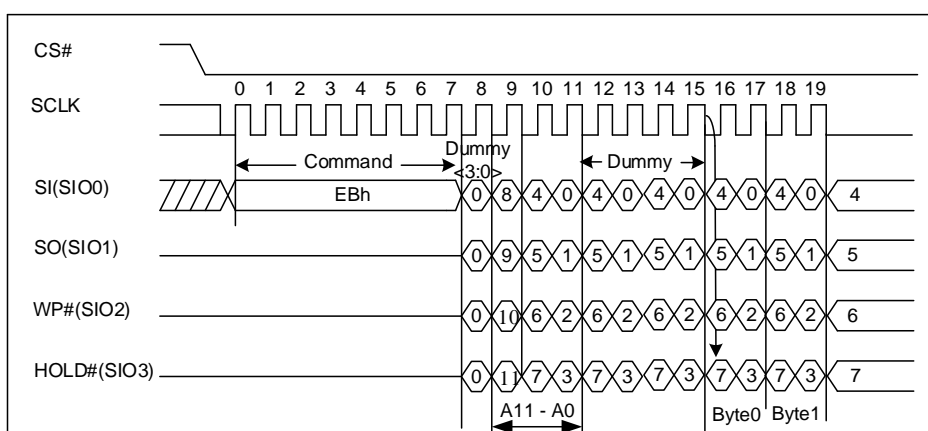 CS#
0 1 2 3 4 5 6 7 8 9 10 11 12 13 14 15 16 17 18 19
SCLK
Command
Dummy
<3:0>
Dummy
SI(SIO0)
EBh
0 8 4 0 4 0 4 0 4 0 4 0 4
SO(SIO1)
0 9 5 1 5 1 5 1 5 1 5 1 5
WP#(SIO2)
0 10 6 2 6 2 6 2 6 2 6 2 6
HOLD#(SIO3)
0 11 7 3 7 3 7 3 7 3 7 3 7
A11 - A0
Byte0 Byte1